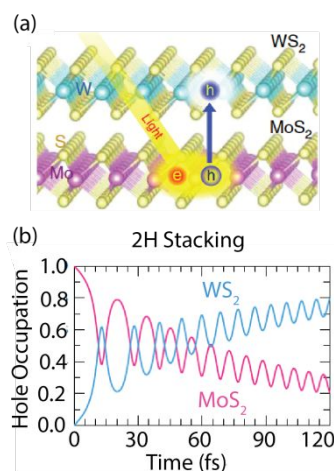 (a)
WS₂
W
h
Light
MoS₂
S
Mo
e
h
(b)
2H Stacking
1.0
0.8
0.6
0.4
0.2
0.0
Hole Occupation
WS₂
MoS₂
0 30 60 90 120
Time (fs)